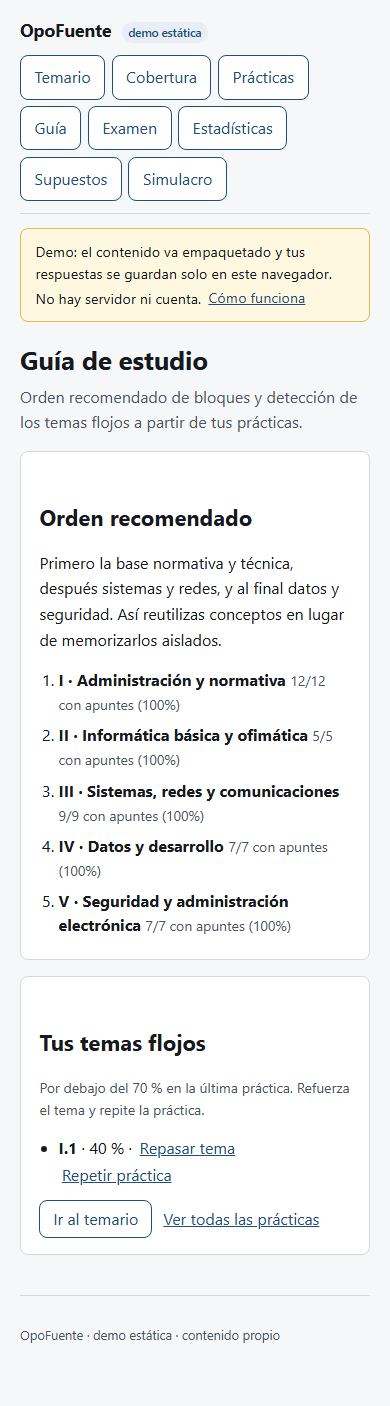 OpoFuente demo estática
Temario Cobertura Prácticas
Guía Examen Estadísticas
Supuestos Simulacro
Demo: el contenido va empaquetado y tus
respuestas se guardan solo en este navegador.
No hay servidor ni cuenta. Cómo funciona
Guía de estudio
Orden recomendado de bloques y detección de
los temas flojos a partir de tus prácticas.
Orden recomendado
Primero la base normativa y técnica,
después sistemas y redes, y al final datos y
seguridad. Así reutilizas conceptos en lugar
de memorizarlos aislados.
1. I · Administración y normativa 12/12
con apuntes (100%)
2. II · Informática básica y ofimática 5/5
con apuntes (100%)
3. III · Sistemas, redes y comunicaciones
9/9 con apuntes (100%)
4. IV · Datos y desarrollo 7/7 con apuntes
(100%)
5. V · Seguridad y administración
electrónica 7/7 con apuntes (100%)
Tus temas flojos
Por debajo del 70 % en la última práctica. Refuerza
el tema y repite la práctica.
• I.1 · 40 % · Repasar tema
Repetir práctica
Ir al temario Ver todas las prácticas
OpoFuente · demo estática · contenido propio